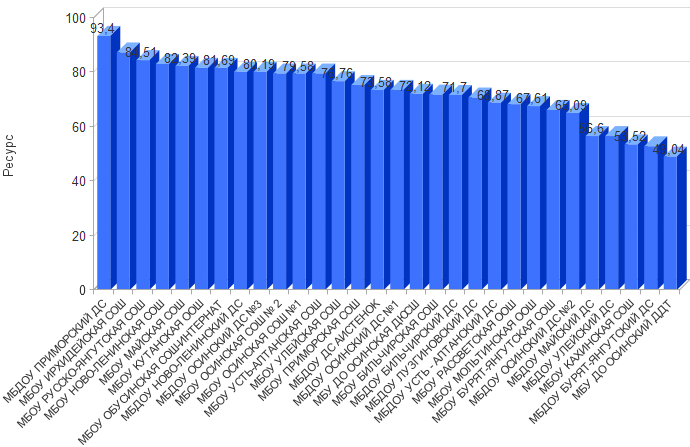 Ресурс
100
80
60
40
20
0
93,4
84,51
82,39
81,69
80,19
79,58
76,76
73,58
72,12
71,7
68,87
67,61
65,09
56,6
53,52
49,04
МБДОУ ПРИМОРСКИЙ ДС
МБОУ ИРХИДЕЙСКАЯ СОШ
МБОУ РУССКО-ЯНГУТСКАЯ СОШ
МБОУ НОВО-ЛЕНИНСКАЯ СОШ
МБОУ МАЙСКАЯ СОШ
МБОУ КУТАНСКАЯ ООШ
МБОУ ОБУСИНСКАЯ СОШ-ИНТЕРНАТ
МБДОУ НОВО-ЛЕНИНСКИЙ ДС
МБДОУ ОСИНСКИЙ ДС №3
МБОУ ОСИНСКАЯ СОШ № 2
МБОУ ОСИНСКАЯ СОШ №1
МБОУ УСТЬ-АЛТАНСКАЯ СОШ
МБОУ УЛЕЙСКАЯ СОШ
МБОУ ПРИМОРСКАЯ СОШ
МБДОУ ДС АИСТЕНОК
МБДОУ ОСИНСКИЙ ДС №1
МБУ ДО ОСИНСКАЯ ДЮСШ
МБОУ БИЛЬЧИРСКАЯ СОШ
МБДОУ БИЛЬЧИРСКИЙ ДС
МБДОУ ЛУЗГИНОВСКИЙ ДС
МБДОУ УСТЬ - АЛТАНСКИЙ ДС
МБОУ РАССВЕТСКАЯ ООШ
МБОУ МОЛЬТИНСКАЯ ООШ
МБОУ БУРЯТ-ЯНГУТСКАЯ СОШ
МБДОУ ОСИНСКИЙ ДС №2
МБДОУ МАЙСКИЙ ДС
МБДОУ УЛЕЙСКИЙ ДС
МБОУ КАХИНСКАЯ СОШ
МБДОУ БУРЯТ-ЯНГУТСКИЙ ДС
МБУ ДО ОСИНСКИЙ ДДТ